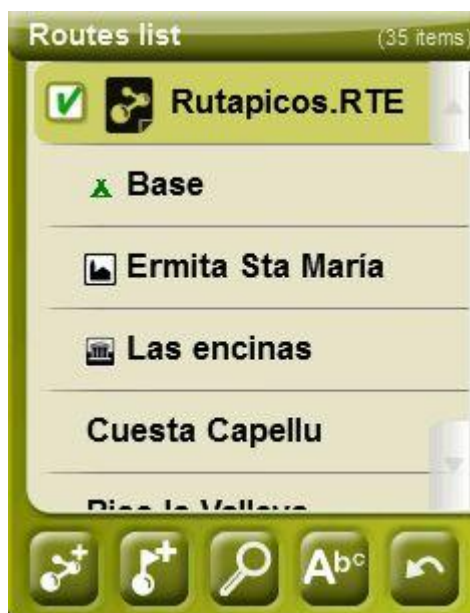 Routes list (35 items)
Rutapicos.RTE
Base
Ermita Sta María
Las encinas
Cuesta Capellu
Abc